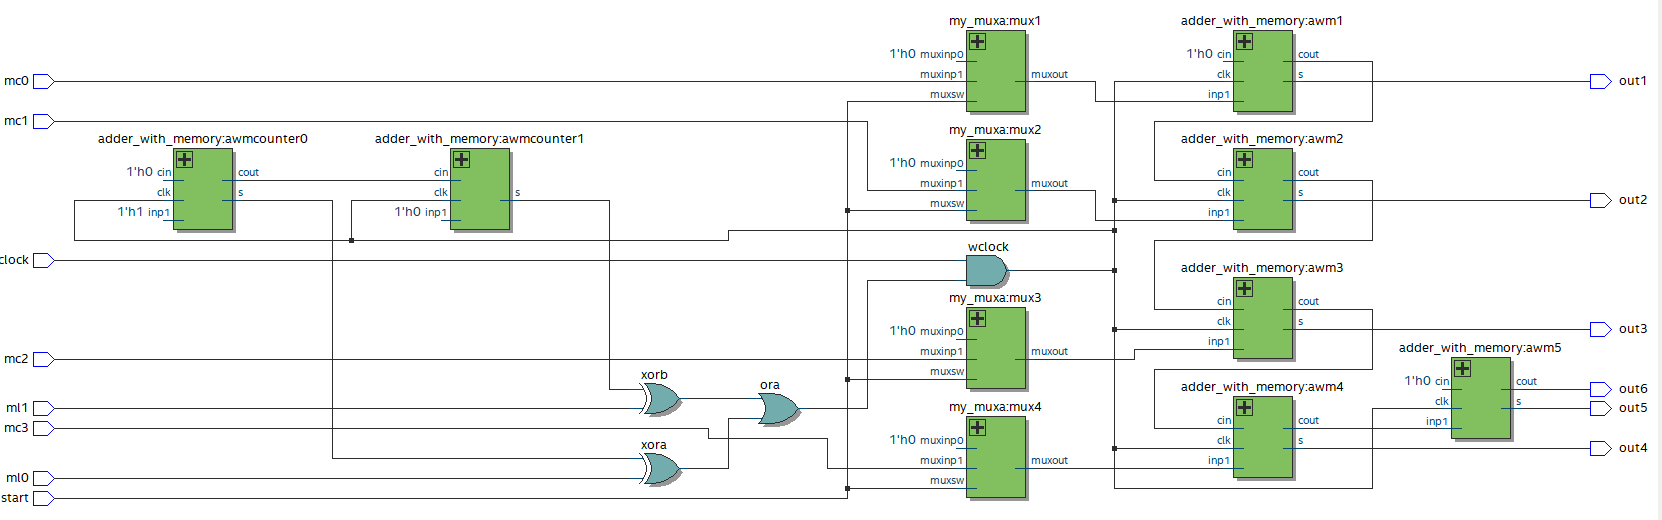 my_muxa:mux1
adder_with_memory:awm1
1'h0 muxinp0
1'h0 cin
cout
mc0
muxinp1
muxout
clk
s
out1
muxsw
inp1
mc1
my_muxa:mux2
adder_with_memory:awmcounter0
adder_with_memory:awmcounter1
adder_with_memory:awm2
1'h0 muxinp0
1'h0 cin
cout
cin
cin
cout
muxinp1
muxout
clk
s
clk
s
clk
s
out2
muxsw
1'h1 inp1
1'h0 inp1
inp1
wclock
clock
adder_with_memory:awm3
my_muxa:mux3
cin
cout
clk
s
out3
1'h0 muxinp0
inp1
adder_with_memory:awm5
mc2
muxinp1
muxout
muxsw
xorb
ora
adder_with_memory:awm4
1'h0 cin
cout
out6
ml1
my_muxa:mux4
clk
s
out5
mc3
cin
cout
inp1
1'h0 muxinp0
clk
s
out4
xora
muxinp1
muxout
inp1
ml0
muxsw
start